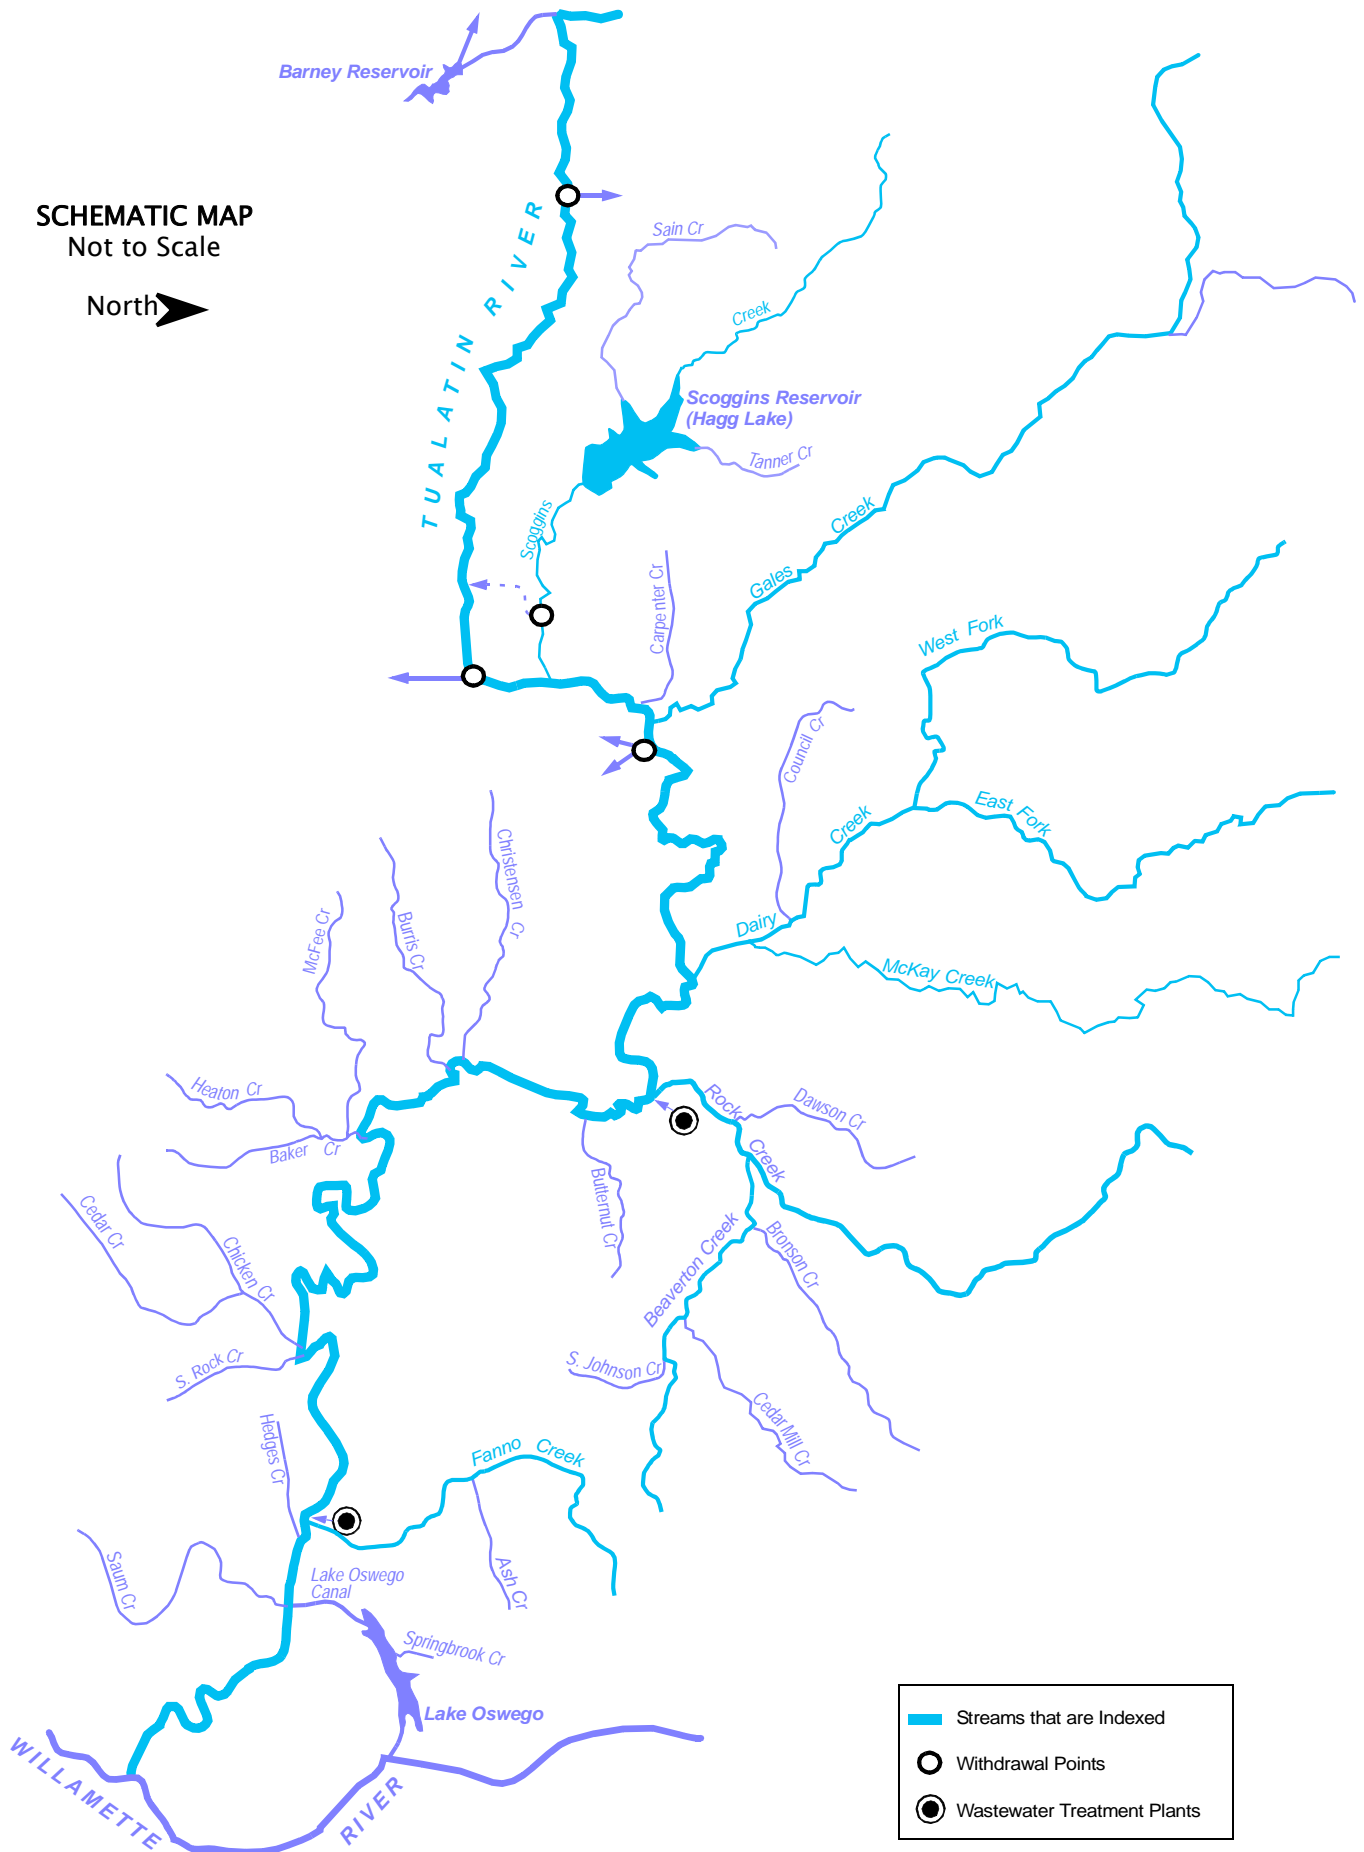 Barney Reservoir
SCHEMATIC MAP
Not to Scale
North
TUALATIN RIVER
Sain Cr
Creek
Scoggins Reservoir
(Hagg Lake)
Tanner Cr
Scoggins
Carpenter Cr
Gales Creek
West Fork
Council Cr
East Fork
Creek
Dairy
McKay Creek
Christensen Cr
Burris Cr
McFee Cr
Heaton Cr
Baker Cr
Rock
Creek
Dawson Cr
Butternut Cr
Cedar Cr
Chicken Cr
Beaverton Creek
Bronson Cr
S. Rock Cr
S. Johnson Cr
Cedar Mill Cr
Hedges Cr
Fanno Creek
Saum Cr
Lake Oswego
Canal
Ash Cr
Springbrook Cr
Lake Oswego
WILLAMETTE
RIVER
Streams that are Indexed
Withdrawal Points
Wastewater Treatment Plants